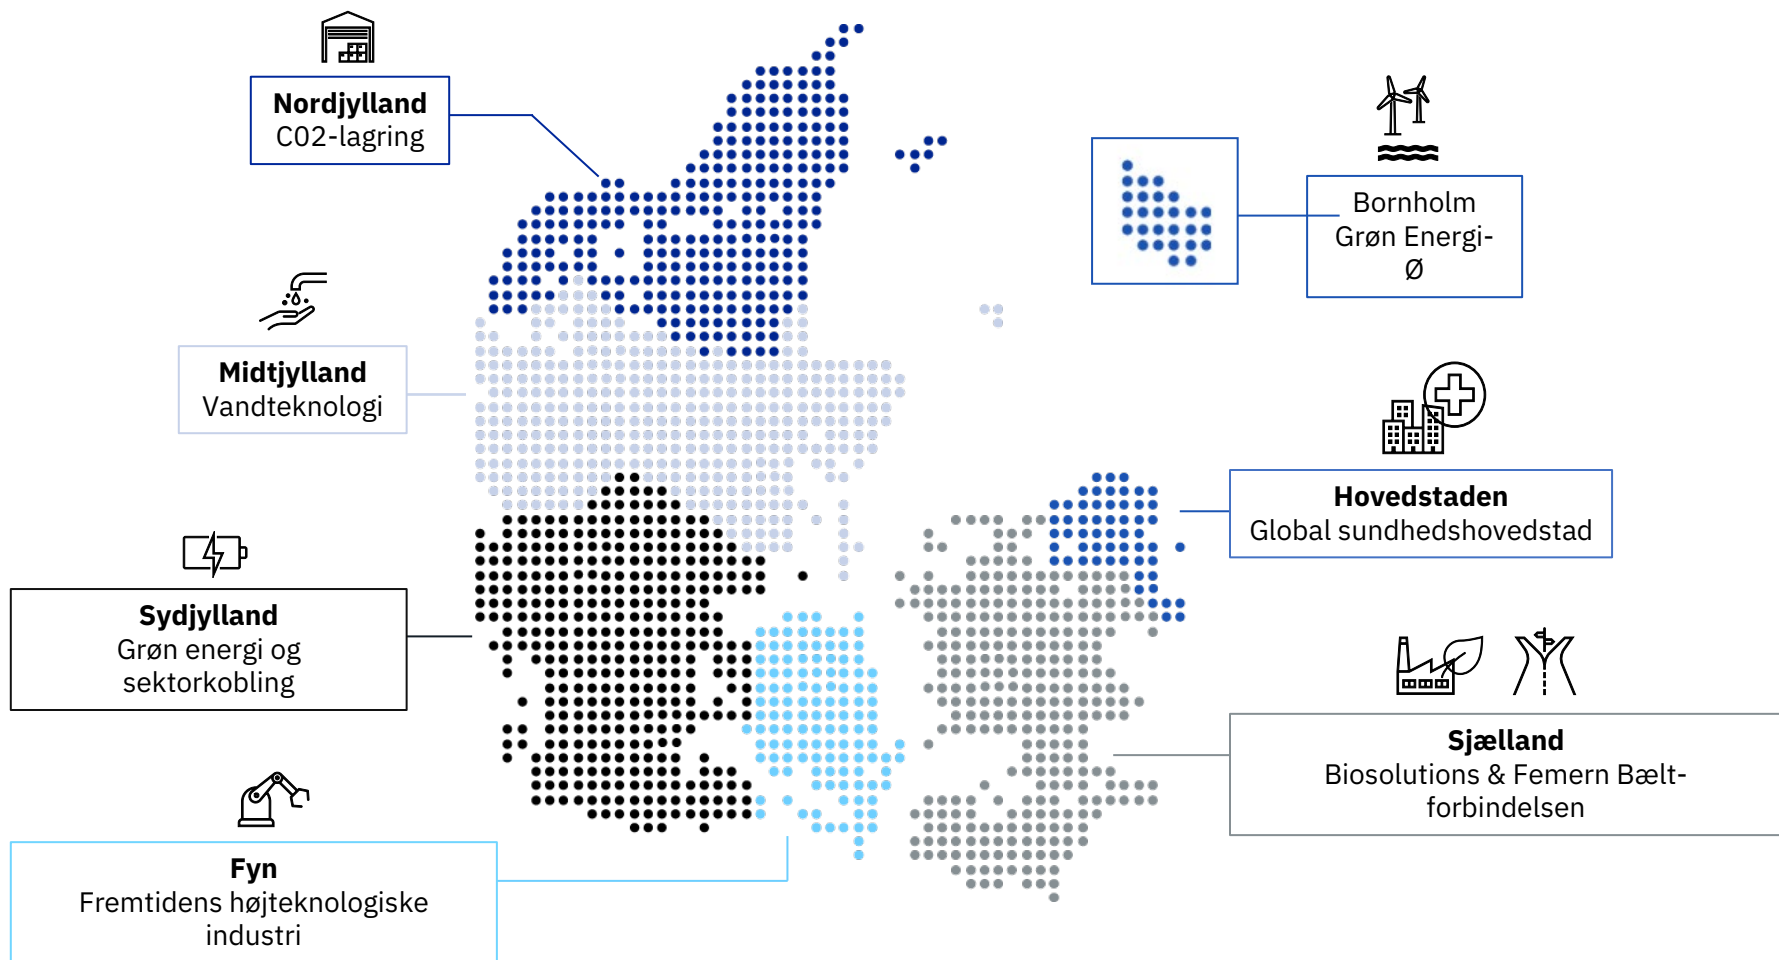 Nordjylland
C02-lagring
Bornholm
Grøn Energi-
Ø
Midtjylland
Vandteknologi
Hovedstaden
Global sundhedshovedstad
Sydjylland
Grøn energi og
sektorkobling
Sjælland
Biosolutions & Femern Bælt-
forbindelsen
Fyn
Fremtidens højteknologiske
industri